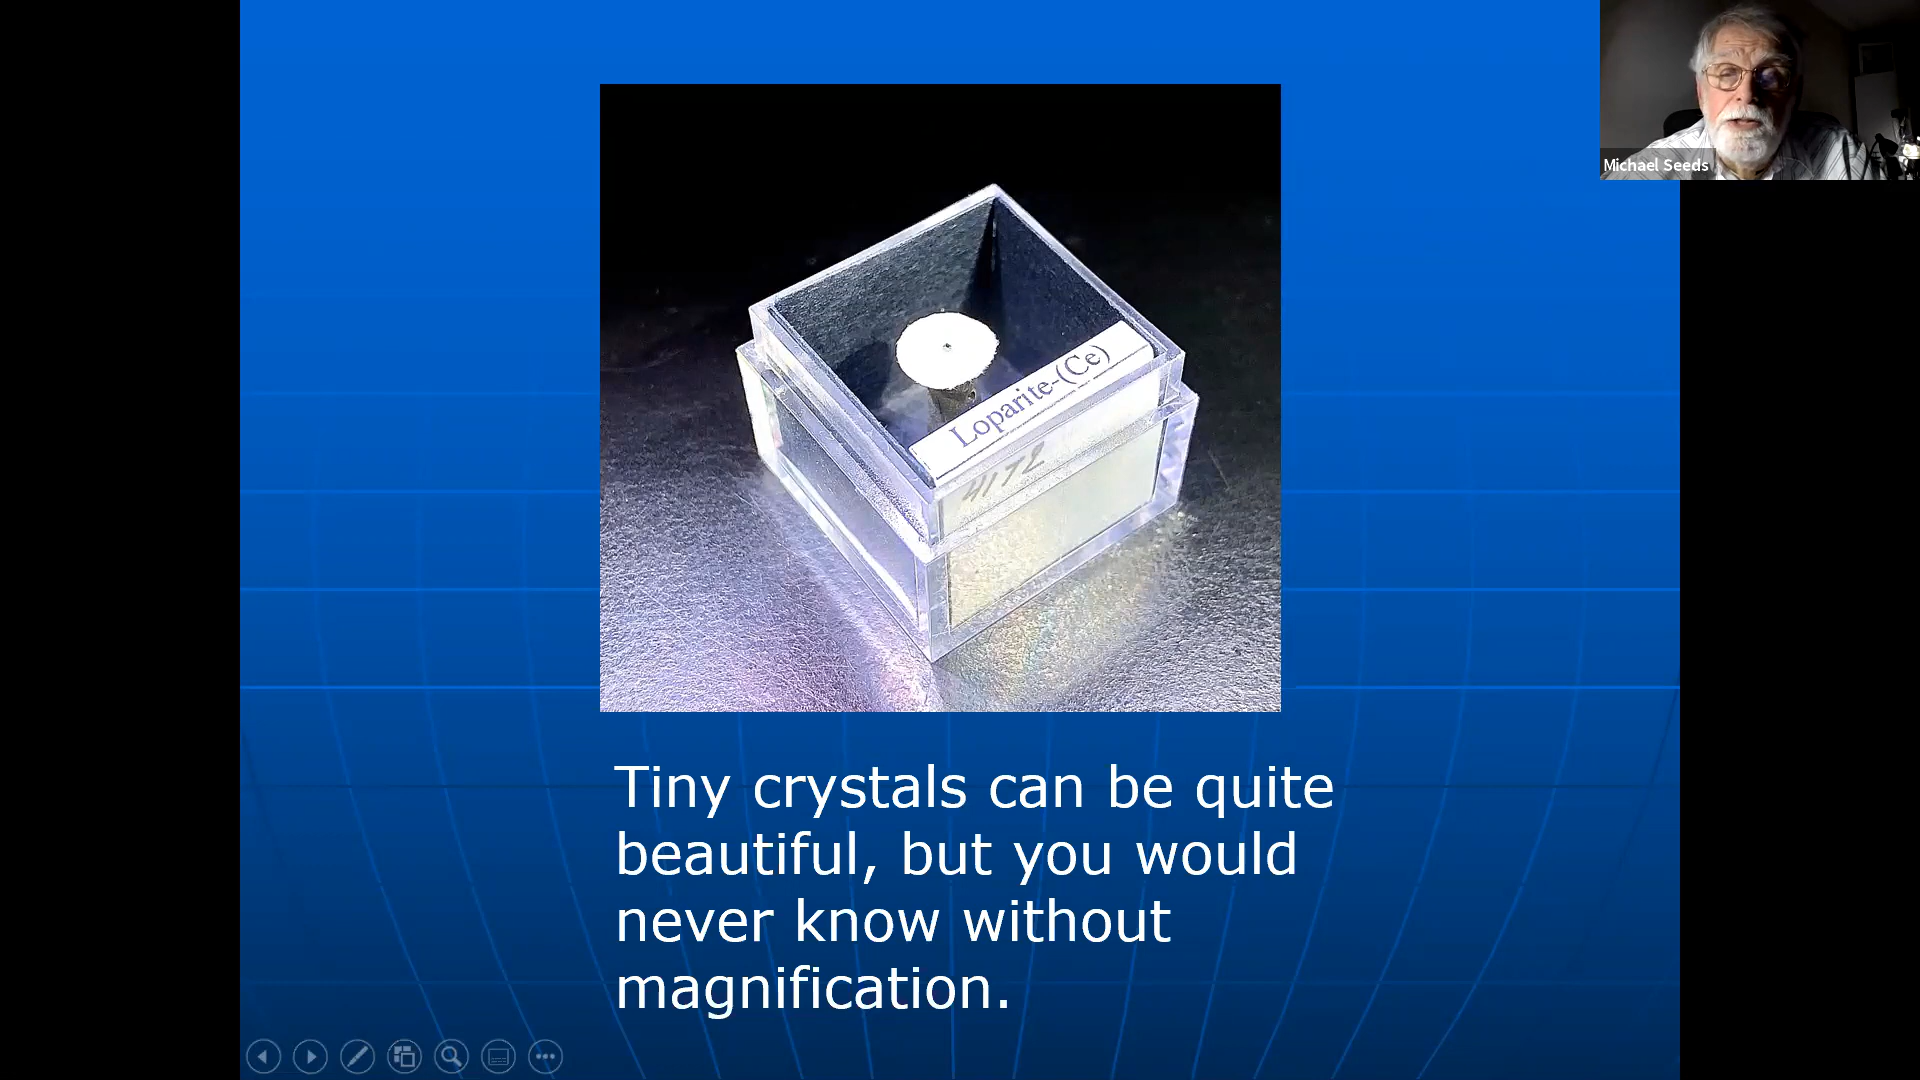 Michael Seeds
Loparite-(Ce)
4172
Tiny crystals can be quite
beautiful, but you would
never know without
magnification.